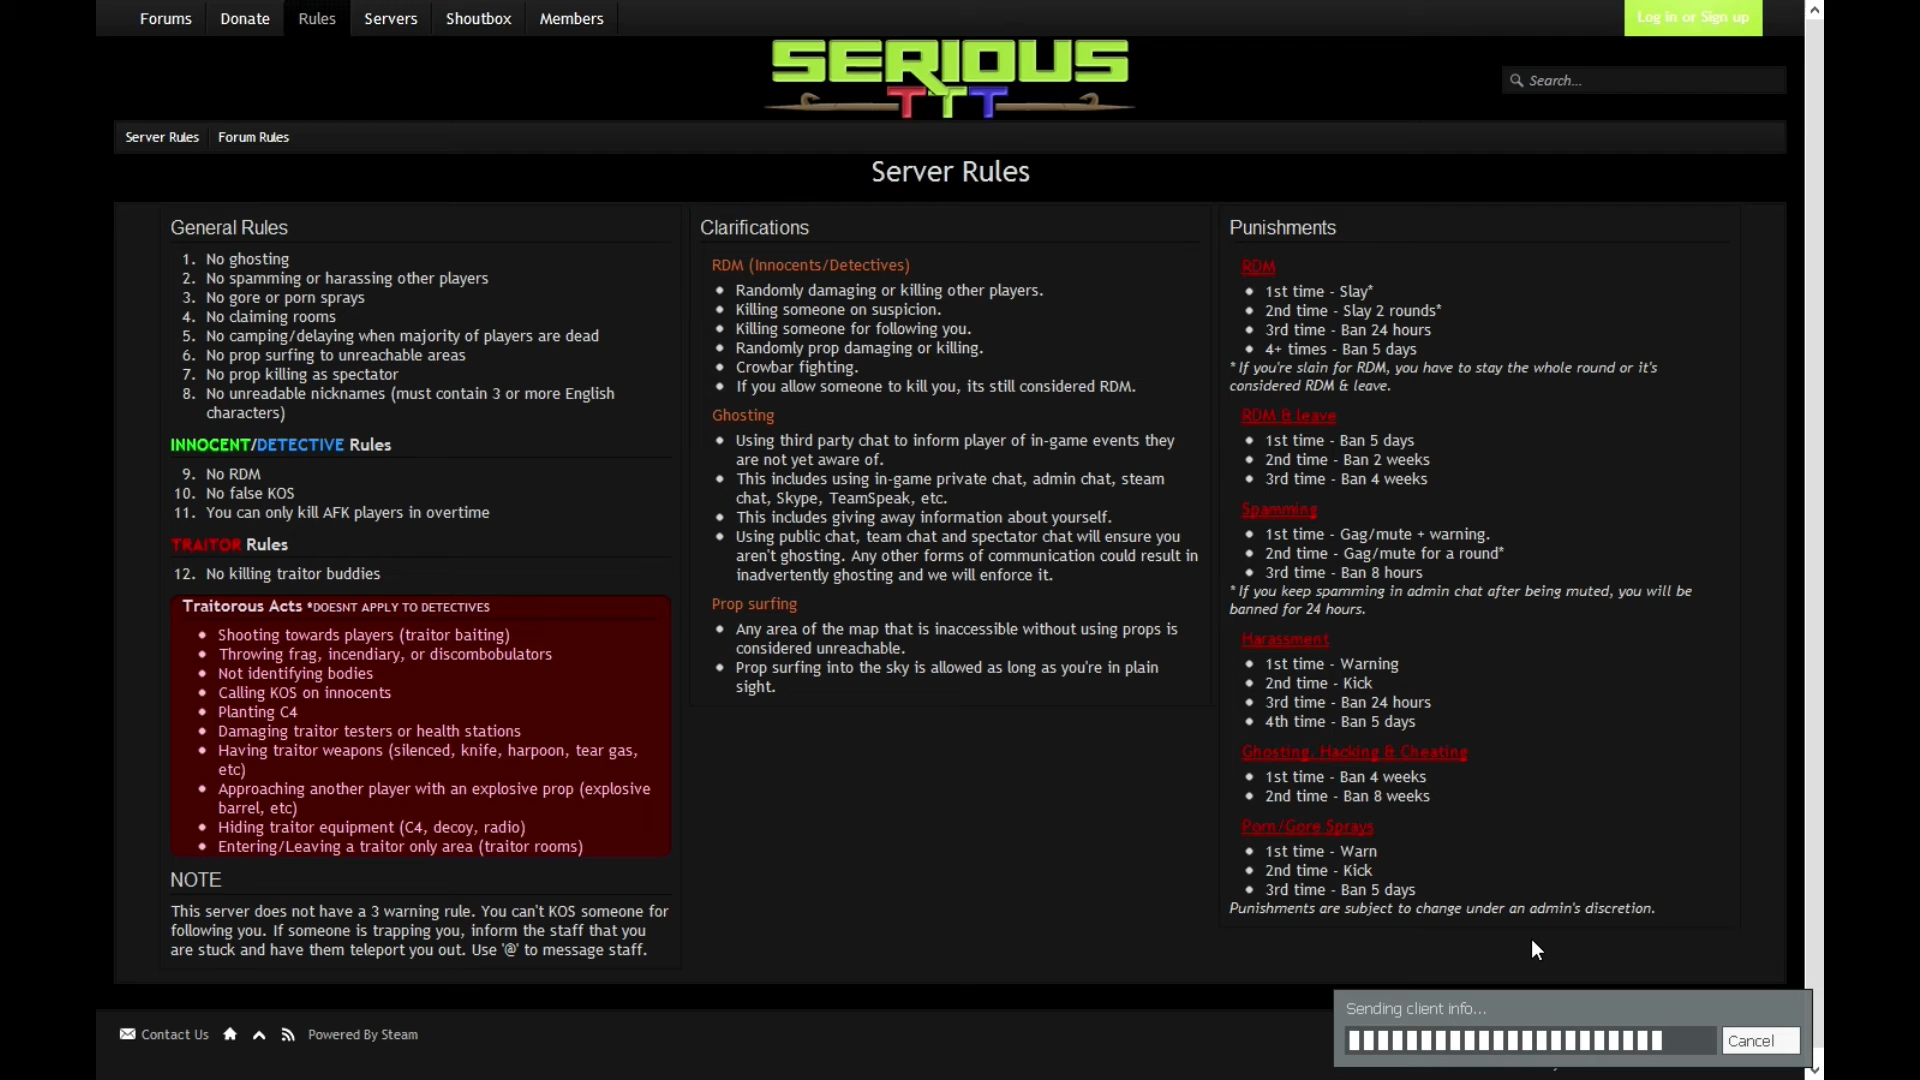 Forums Donate Rules Servers Shoutbox Members
Log in or Sign up
SERIOUS
TTT
Search...
Server Rules Forum Rules
Server Rules
General Rules
1. No ghosting
2. No spamming or harassing other players
3. No gore or porn sprays
4. No claiming rooms
5. No camping/delaying when majority of players are dead
6. No prop surfing to unreachable areas
7. No prop killing as spectator
8. No unreadable nicknames (must contain 3 or more English
characters)
INNOCENT/DETECTIVE Rules
9. No RDM
10. No false KOS
11. You can only kill AFK players in overtime
TRAITOR Rules
12. No killing traitor buddies
Traitorous Acts *DOESNT APPLY TO DETECTIVES
Shooting towards players (traitor baiting)
Throwing frag, incendiary, or discombobulators
Not identifying bodies
Calling KOS on innocents
Planting C4
Damaging traitor testers or health stations
Having traitor weapons (silenced, knife, harpoon, tear gas,
etc)
Approaching another player with an explosive prop (explosive
barrel, etc)
Hiding traitor equipment (C4, decoy, radio)
Entering/Leaving a traitor only area (traitor rooms)
NOTE
This server does not have a 3 warning rule. You can't KOS someone for
following you. If someone is trapping you, inform the staff that you
are stuck and have them teleport you out. Use '@' to message staff.
Clarifications
RDM (Innocents/Detectives)
Randomly damaging or killing other players.
Killing someone on suspicion.
Killing someone for following you.
Randomly prop damaging or killing.
Crowbar fighting.
If you allow someone to kill you, its still considered RDM.
Ghosting
Using third party chat to inform player of in-game events they
are not yet aware of.
This includes using in-game private chat, admin chat, steam
chat, Skype, TeamSpeak, etc.
This includes giving away information about yourself.
Using public chat, team chat and spectator chat will ensure you
aren't ghosting. Any other forms of communication could result in
inadvertently ghosting and we will enforce it.
Prop surfing
Any area of the map that is inaccessible without using props is
considered unreachable.
Prop surfing into the sky is allowed as long as you're in plain
sight.
Punishments
RDM
1st time - Slay*
2nd time - Slay 2 rounds*
3rd time - Ban 24 hours
4+ times - Ban 5 days
* If you're slain for RDM, you have to stay the whole round or it's
considered RDM & leave.
RDM & leave
1st time - Ban 5 days
2nd time - Ban 2 weeks
3rd time - Ban 4 weeks
Spamming
1st time - Gag/mute + warning.
2nd time - Gag/mute for a round*
3rd time - Ban 8 hours
* If you keep spamming in admin chat after being muted, you will be
banned for 24 hours.
Harassment
1st time - Warning
2nd time - Kick
3rd time - Ban 24 hours
4th time - Ban 5 days
Ghosting, Hacking & Cheating
1st time - Ban 4 weeks
2nd time - Ban 8 weeks
Porn/Gore Sprays
1st time - Warn
2nd time - Kick
3rd time - Ban 5 days
Punishments are subject to change under an admin's discretion.
Sending client info...
Cancel
Contact Us Powered By Steam